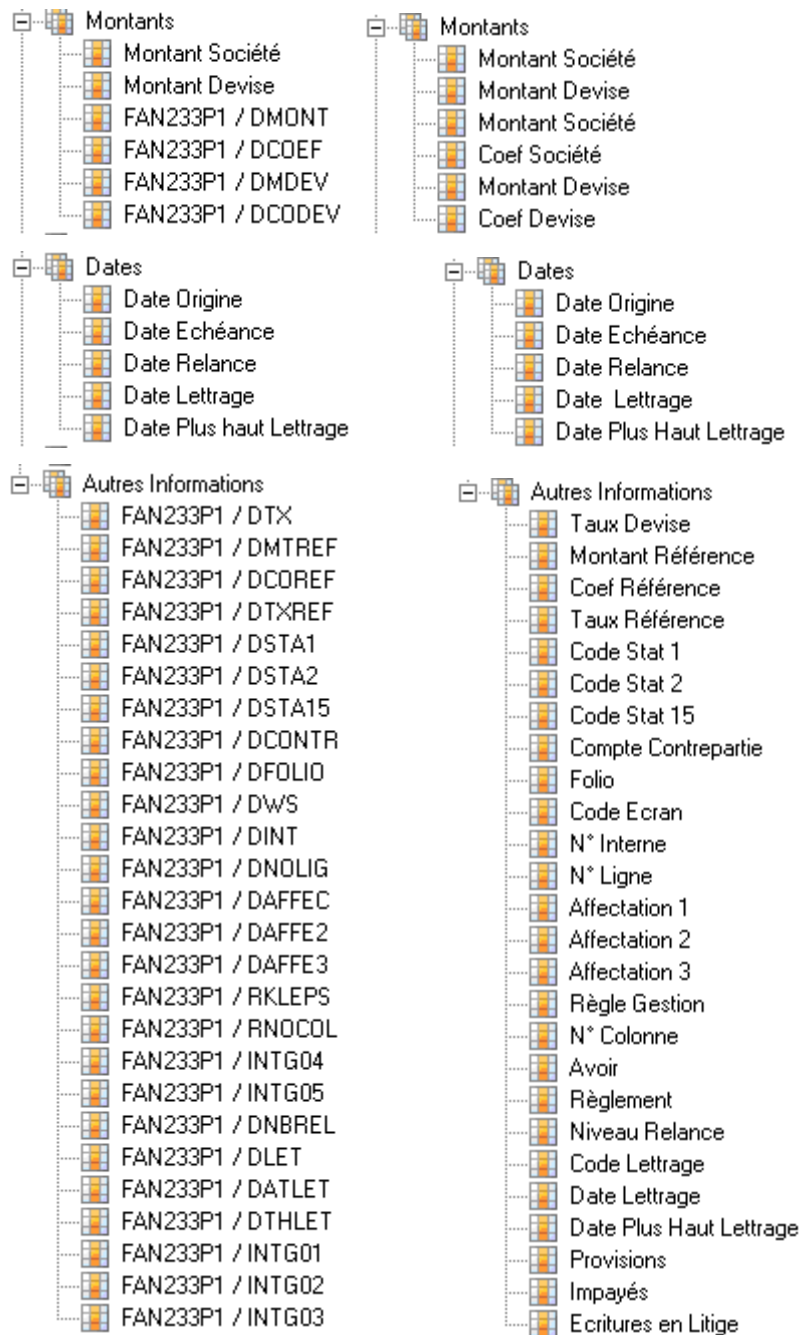 Montants
Montant Société
Montant Devise
FAN233P1 / DMONT
FAN233P1 / DCOEF
FAN233P1 / DMDEV
FAN233P1 / DCODEV
Montants
Montant Société
Montant Devise
Montant Société
Coef Société
Montant Devise
Coef Devise
Dates
Date Origine
Date Echéance
Date Relance
Date Lettrage
Date Plus haut Lettrage
Dates
Date Origine
Date Echéance
Date Relance
Date Lettrage
Date Plus Haut Lettrage
Autres Informations
FAN233P1 / DTX
FAN233P1 / DMTREF
FAN233P1 / DCOREF
FAN233P1 / DTXREF
FAN233P1 / DSTA1
FAN233P1 / DSTA2
FAN233P1 / DSTA15
FAN233P1 / DCONTR
FAN233P1 / DFOLIO
FAN233P1 / DWS
FAN233P1 / DINT
FAN233P1 / DNOLIG
FAN233P1 / DAFFEC
FAN233P1 / DAFFE2
FAN233P1 / DAFFE3
FAN233P1 / RKLEPS
FAN233P1 / RNOCOL
FAN233P1 / INTG04
FAN233P1 / INTG05
FAN233P1 / DNBREL
FAN233P1 / DLET
FAN233P1 / DATLET
FAN233P1 / DTHLET
FAN233P1 / INTG01
FAN233P1 / INTG02
FAN233P1 / INTG03
Autres Informations
Taux Devise
Montant Référence
Coef Référence
Taux Référence
Code Stat 1
Code Stat 2
Code Stat 15
Compte Contrepartie
Folio
Code Ecran
N° Interne
N° Ligne
Affectation 1
Affectation 2
Affectation 3
Règle Gestion
N° Colonne
Avoir
Règlement
Niveau Relance
Code Lettrage
Date Lettrage
Date Plus Haut Lettrage
Provisions
Impayés
Ecritures en Litige